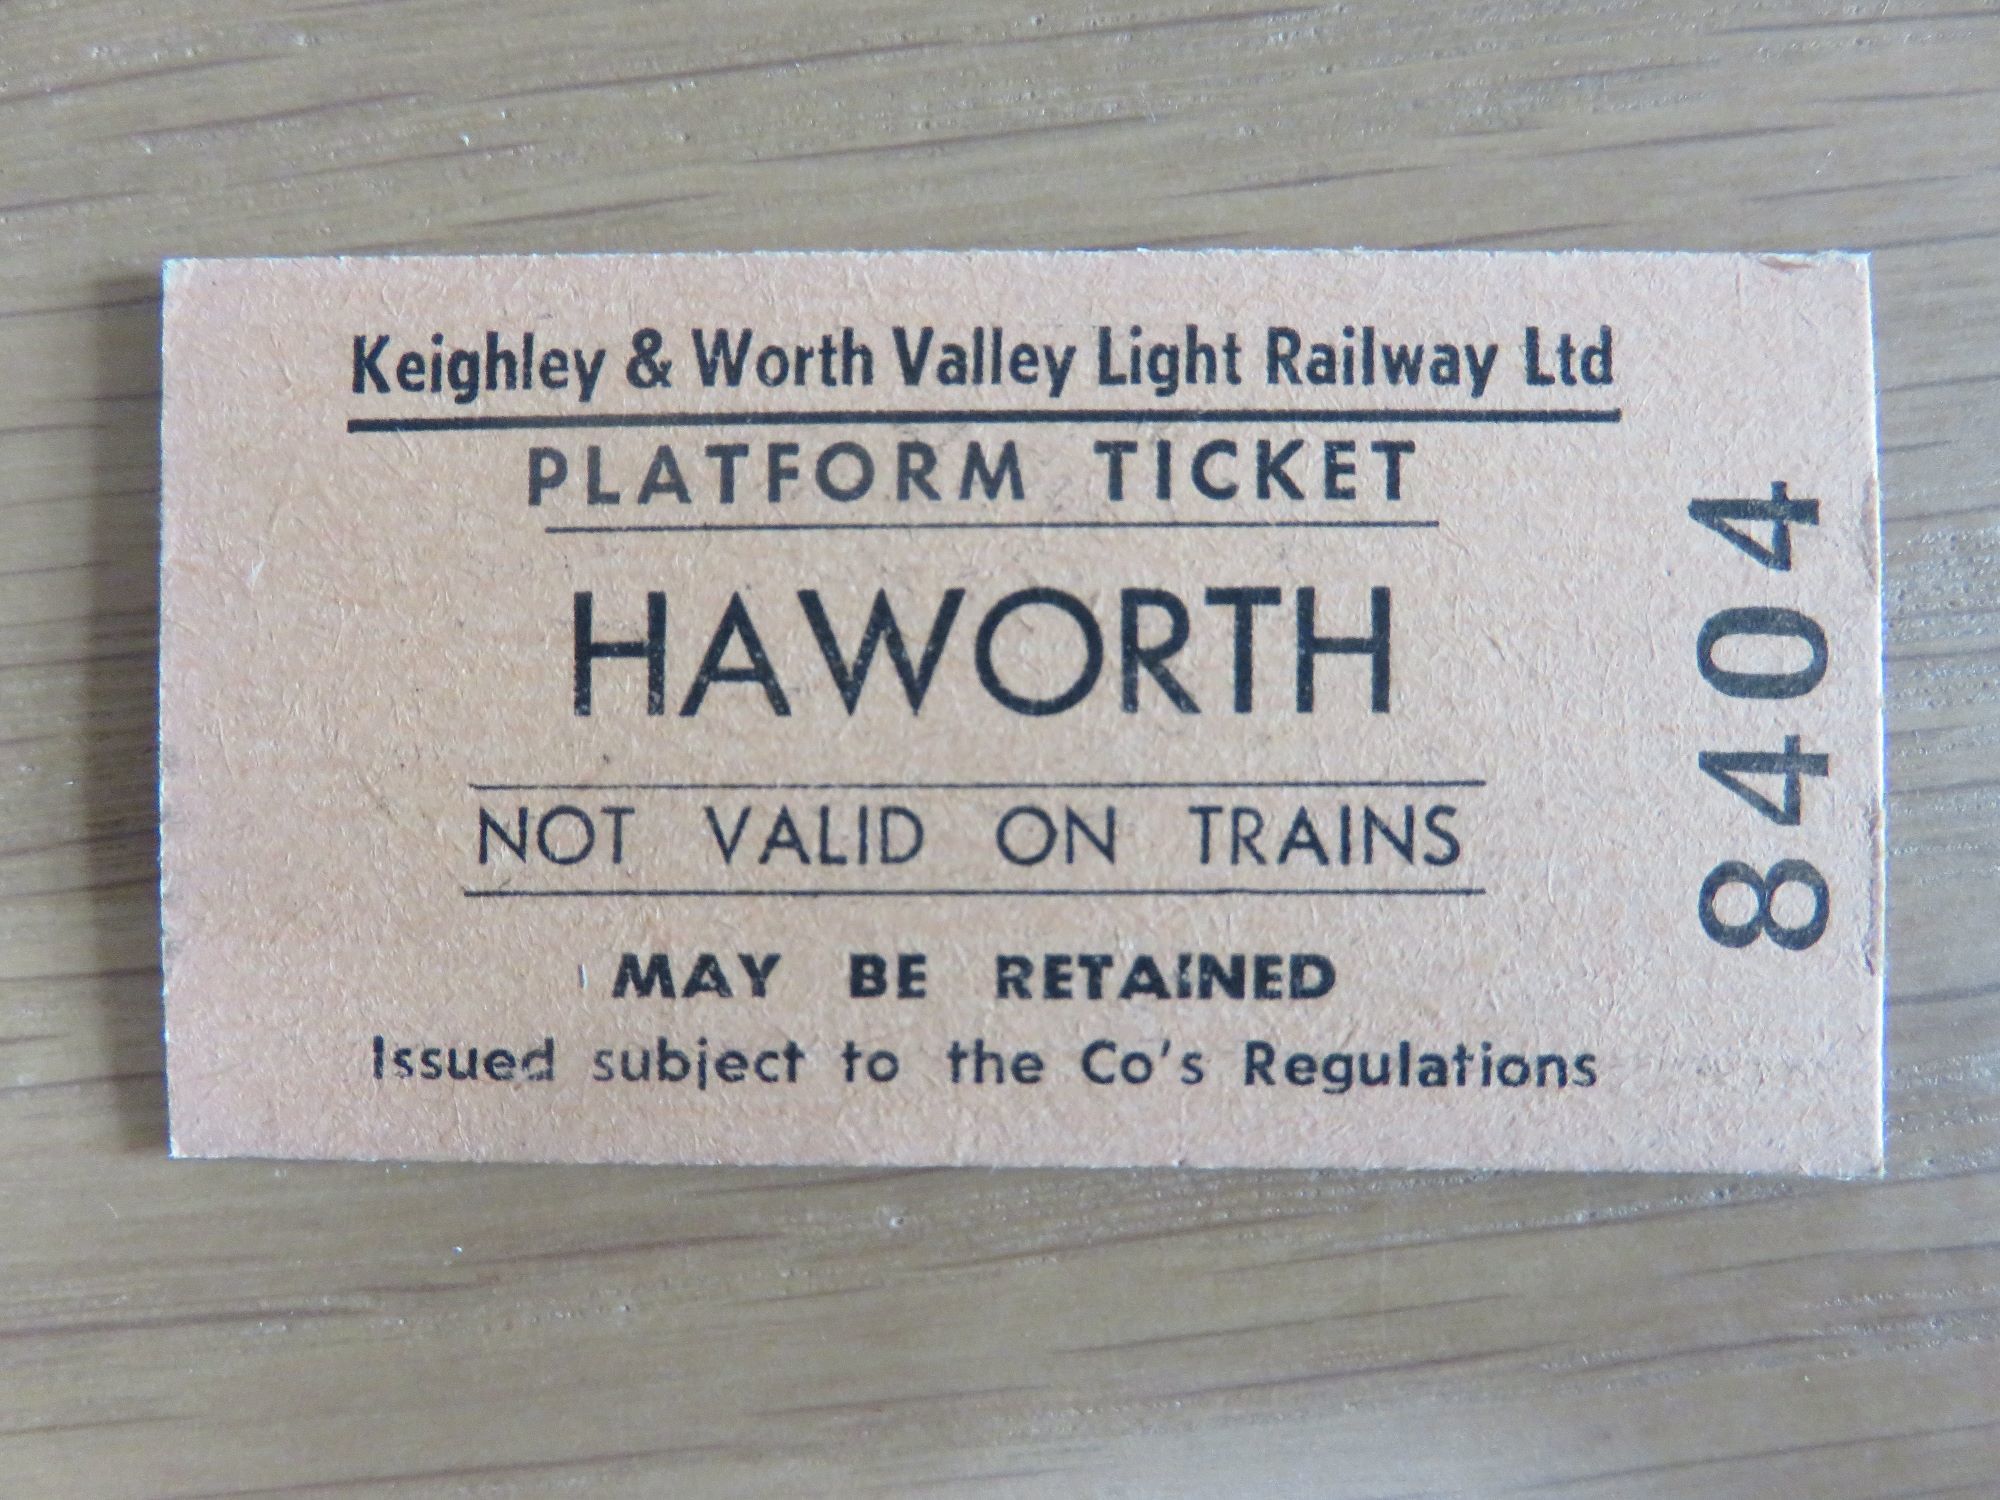 Keighley & Worth Valley Light Railway Ltd
PLATFORM TICKET
HAWORTH
NOT VALID ON TRAINS
MAY BE RETAINED
Issued subject to the Co's Regulations
8404